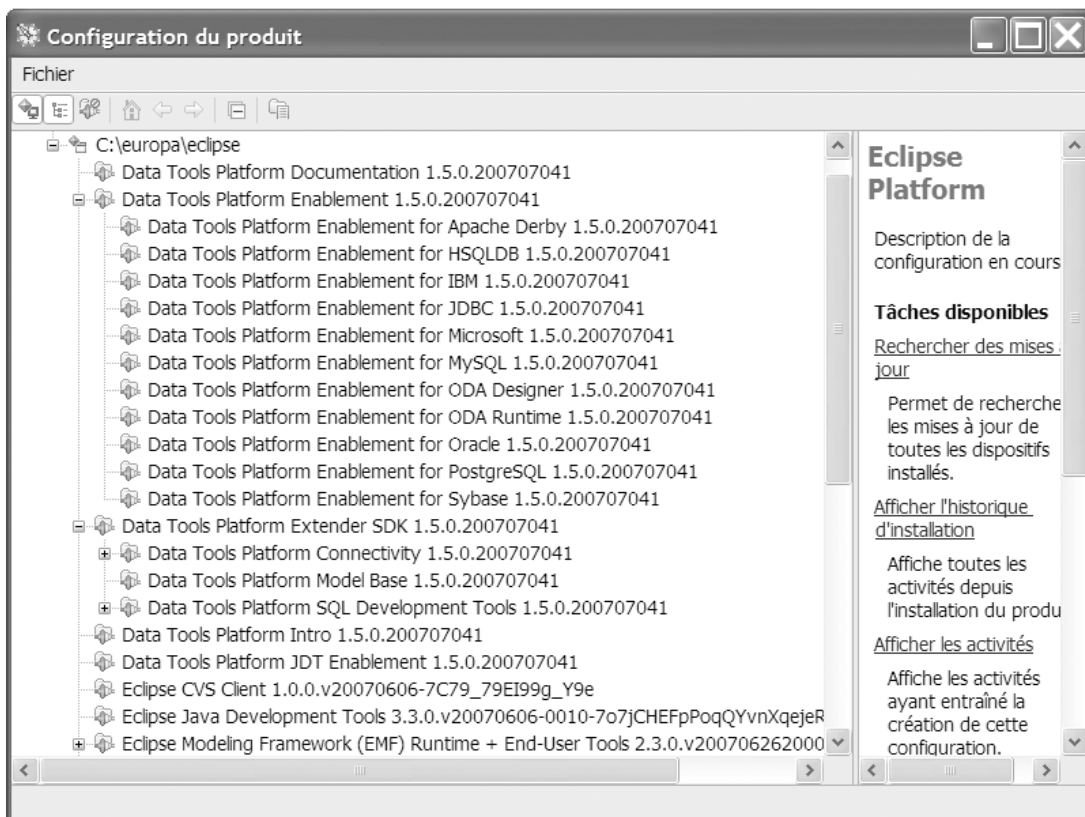 Configuration du produit
Fichier
C:\europa\eclipse
Data Tools Platform Documentation 1.5.0.200707041
Data Tools Platform Enablement 1.5.0.200707041
Data Tools Platform Enablement for Apache Derby 1.5.0.200707041
Data Tools Platform Enablement for HSQLDB 1.5.0.200707041
Data Tools Platform Enablement for IBM 1.5.0.200707041
Data Tools Platform Enablement for JDBC 1.5.0.200707041
Data Tools Platform Enablement for Microsoft 1.5.0.200707041
Data Tools Platform Enablement for MySQL 1.5.0.200707041
Data Tools Platform Enablement for ODA Designer 1.5.0.200707041
Data Tools Platform Enablement for ODA Runtime 1.5.0.200707041
Data Tools Platform Enablement for Oracle 1.5.0.200707041
Data Tools Platform Enablement for PostgreSQL 1.5.0.200707041
Data Tools Platform Enablement for Sybase 1.5.0.200707041
Data Tools Platform Extender SDK 1.5.0.200707041
Data Tools Platform Connectivity 1.5.0.200707041
Data Tools Platform Model Base 1.5.0.200707041
Data Tools Platform SQL Development Tools 1.5.0.200707041
Data Tools Platform Intro 1.5.0.200707041
Data Tools Platform JDT Enablement 1.5.0.200707041
Eclipse CVS Client 1.0.0.v20070606-7C79_79EI99g_Y9e
Eclipse Java Development Tools 3.3.0.v20070606-0010-7o7jCHEFpPoqQYvnXqejeR
Eclipse Modeling Framework (EMF) Runtime + End-User Tools 2.3.0.v200706262000
Eclipse
Platform
Description de la
configuration en cours
Tâches disponibles
Rechercher des mises
jour
Permet de recherche
les mises à jour de
toutes les dispositifs
installés.
Afficher l'historique
d'installation
Affiche toutes les
activités depuis
l'installation du produ
Afficher les activités
Affiche les activités
ayant entraîné la
création de cette
configuration.